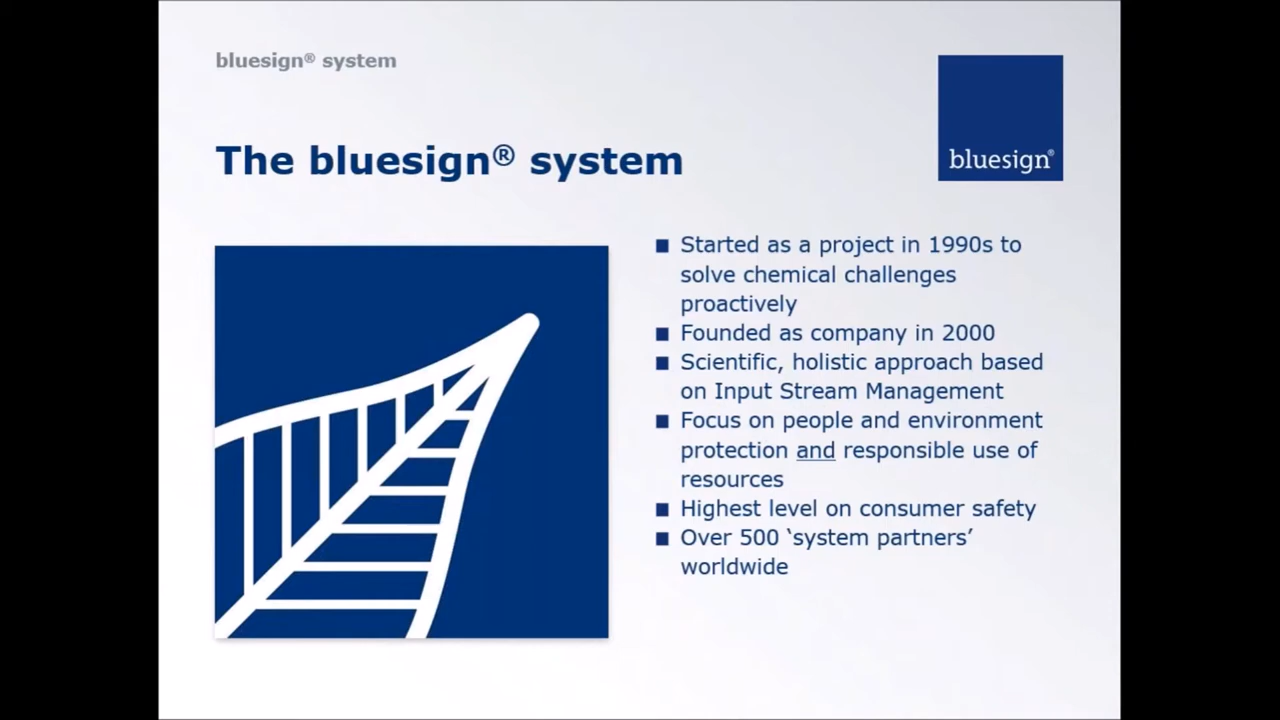 bluesign® system
The bluesign® system
bluesign®
■ Started as a project in 1990s to
solve chemical challenges
proactively
■ Founded as company in 2000
■ Scientific, holistic approach based
on Input Stream Management
■ Focus on people and environment
protection and responsible use of
resources
■ Highest level on consumer safety
■ Over 500 ‘system partners’
worldwide